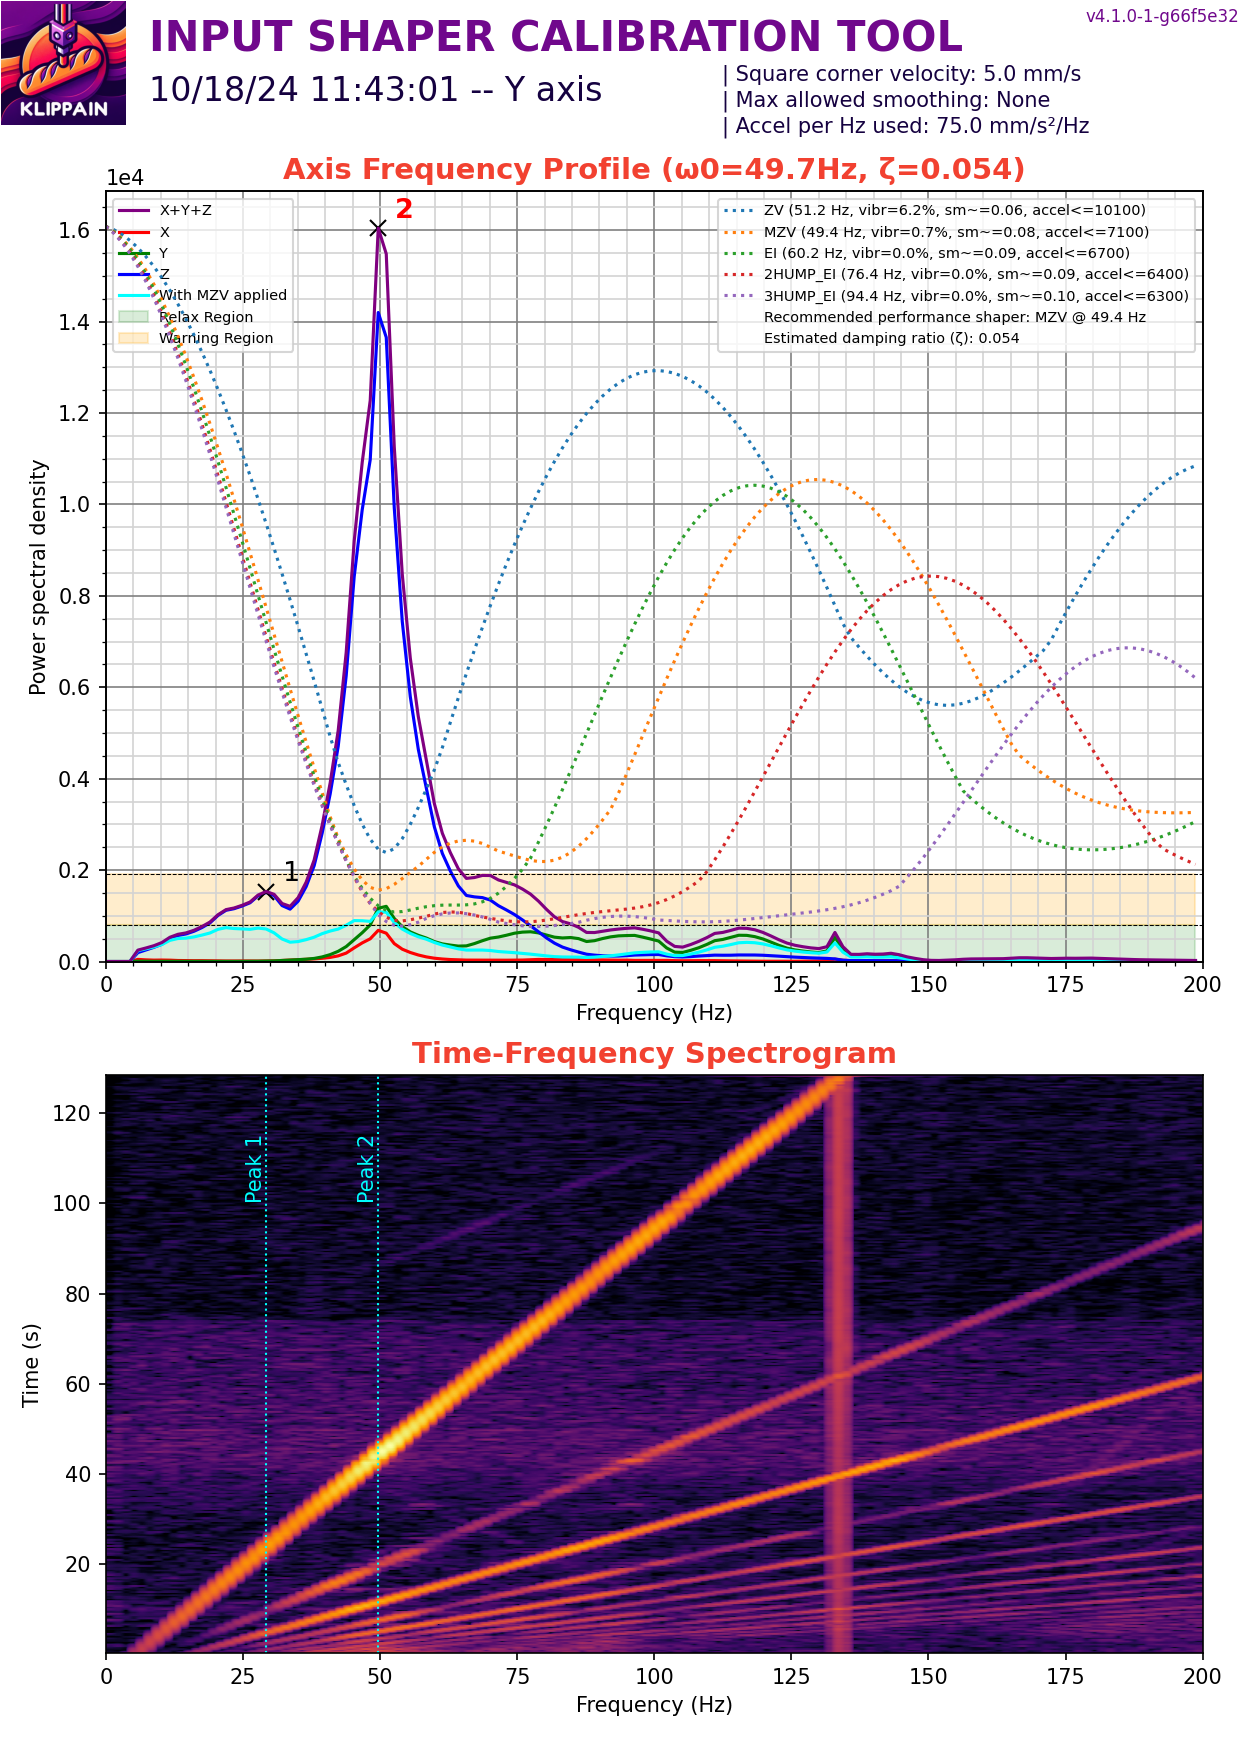 v4.1.0-1-g66f5e32
INPUT SHAPER CALIBRATION TOOL
10/18/24 11:43:01 -- Y axis
| Square corner velocity: 5.0 mm/s
| Max allowed smoothing: None
| Accel per Hz used: 75.0 mm/s²/Hz
KLIPPAIN
Axis Frequency Profile (ω0=49.7Hz, ζ=0.054)
1e4
X+Y+Z
X
Y
Z
With MZV applied
Relax Region
Warning Region
2
ZV (51.2 Hz, vibr=6.2%, sm~=0.06, accel<=10100)
MZV (49.4 Hz, vibr=0.7%, sm~=0.08, accel<=7100)
EI (60.2 Hz, vibr=0.0%, sm~=0.09, accel<=6700)
2HUMP_EI (76.4 Hz, vibr=0.0%, sm~=0.09, accel<=6400)
3HUMP_EI (94.4 Hz, vibr=0.0%, sm~=0.10, accel<=6300)
Recommended performance shaper: MZV @ 49.4 Hz
Estimated damping ratio (ζ): 0.054
1.6
1.4
1.2
1.0
0.8
0.6
0.4
0.2
0.0
Power spectral density
1
0 25 50 75 100 125 150 175 200
Frequency (Hz)
Time-Frequency Spectrogram
120
100
80
60
40
20
Time (s)
Peak 1
Peak 2
0 25 50 75 100 125 150 175 200
Frequency (Hz)